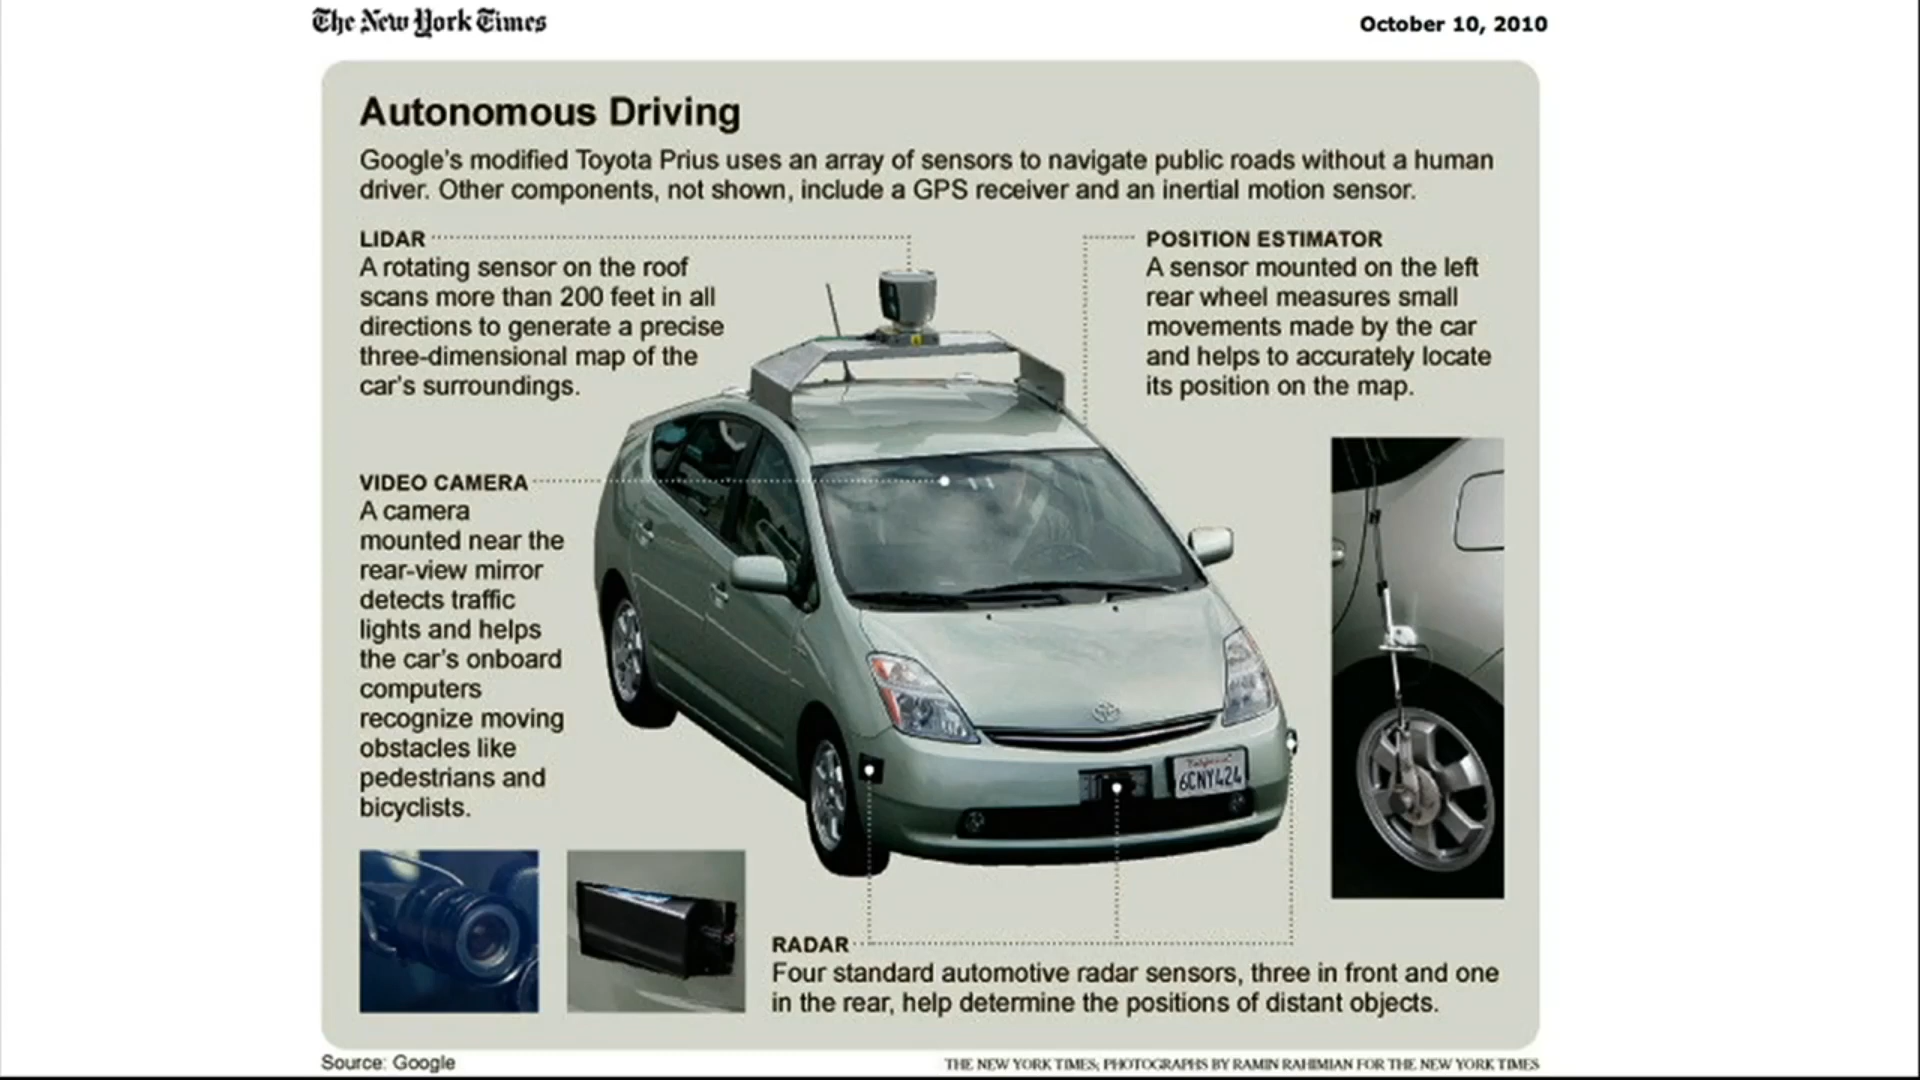 The New York Times
October 10, 2010
Autonomous Driving
Google's modified Toyota Prius uses an array of sensors to navigate public roads without a human
driver. Other components, not shown, include a GPS receiver and an inertial motion sensor.
LIDAR
A rotating sensor on the roof
scans more than 200 feet in all
directions to generate a precise
three-dimensional map of the
car's surroundings.
POSITION ESTIMATOR
A sensor mounted on the left
rear wheel measures small
movements made by the car
and helps to accurately locate
its position on the map.
VIDEO CAMERA
A camera
mounted near the
rear-view mirror
detects traffic
lights and helps
the car's onboard
computers
recognize moving
obstacles like
pedestrians and
bicyclists.
California
6CNY424
RADAR
Four standard automotive radar sensors, three in front and one
in the rear, help determine the positions of distant objects.
Source: Google
THE NEW YORK TIMES; PHOTOGRAPHS BY RAMIN RAHIMIAN FOR THE NEW YORK TIMES